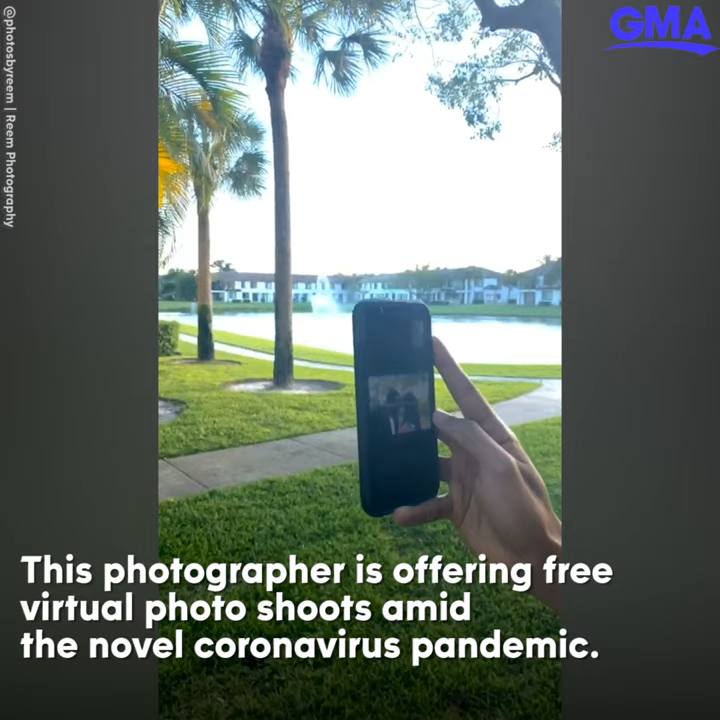 @photosbyreem | Reem Photography
GMA
This photographer is offering free
virtual photo shoots amid
the novel coronavirus pandemic.